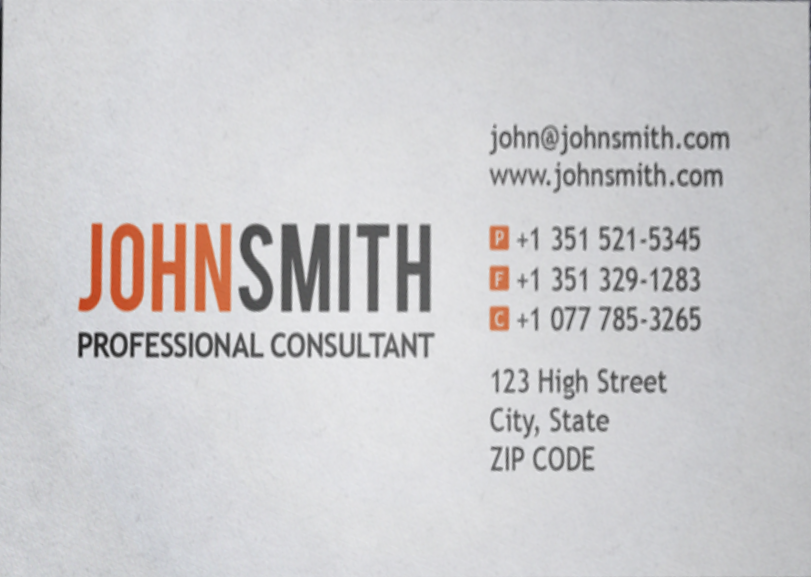 JOHNSMITH
PROFESSIONAL CONSULTANT
john@johnsmith.com
www.johnsmith.com
P +1 351 521-5345
F +1 351 329-1283
C +1 077 785-3265
123 High Street
City, State
ZIP CODE